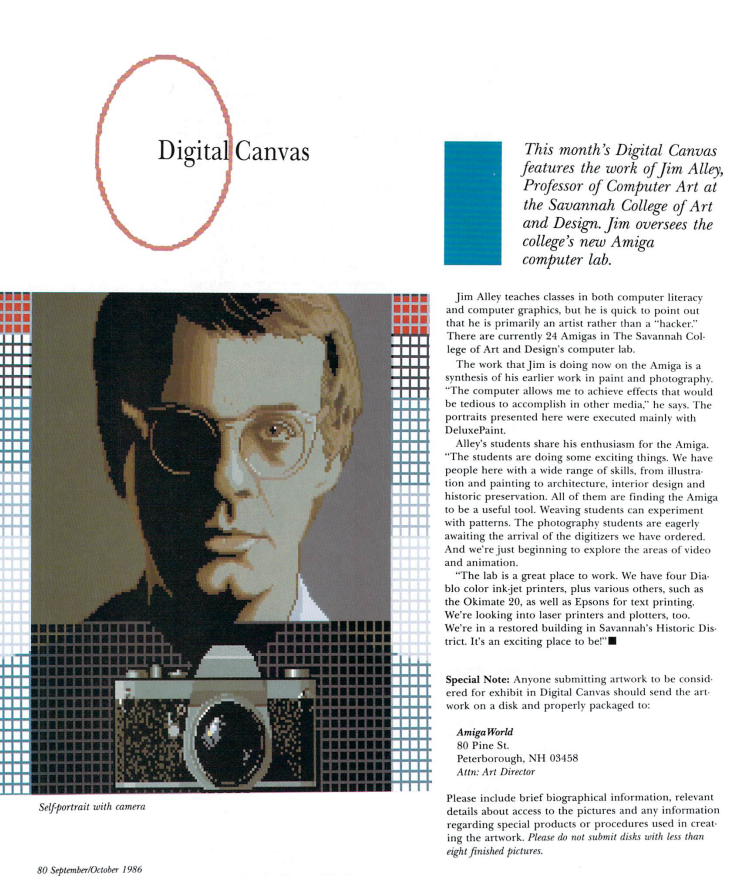 Digital Canvas
This month's Digital Canvas
features the work of Jim Alley,
Professor of Computer Art at
the Savannah College of Art
and Design. Jim oversees the
college's new Amiga
computer lab.
Jim Alley teaches classes in both computer literacy
and computer graphics, but he is quick to point out
that he is primarily an artist rather than a "hacker."
There are currently 24 Amigas in The Savannah Col-
lege of Art and Design's computer lab.
The work that Jim is doing now on the Amiga is a
synthesis of his earlier work in paint and photography.
"The computer allows me to achieve effects that would
be tedious to accomplish in other media," he says. The
portraits presented here were executed mainly with
DeluxePaint.
Alley's students share his enthusiasm for the Amiga.
"The students are doing some exciting things. We have
people here with a wide range of skills, from illustra-
tion and painting to architecture, interior design and
historic preservation. All of them are finding the Amiga
to be a useful tool. Weaving students can experiment
with patterns. The photography students are eagerly
awaiting the arrival of the digitizers we have ordered.
And we're just beginning to explore the areas of video
and animation.
"The lab is a great place to work. We have four Dia-
blo color ink-jet printers, plus various others, such as
the Okimate 20, as well as Epsons for text printing.
We're looking into laser printers and plotters, too.
We're in a restored building in Savannah's Historic Dis-
trict. It's an exciting place to be!"■
Special Note: Anyone submitting artwork to be consid-
ered for exhibit in Digital Canvas should send the art-
work on a disk and properly packaged to:
AmigaWorld
80 Pine St.
Peterborough, NH 03458
Attn: Art Director
Please include brief biographical information, relevant
details about access to the pictures and any information
regarding special products or procedures used in creat-
ing the artwork. Please do not submit disks with less than
eight finished pictures.
Self-portrait with camera
80 September/October 1986